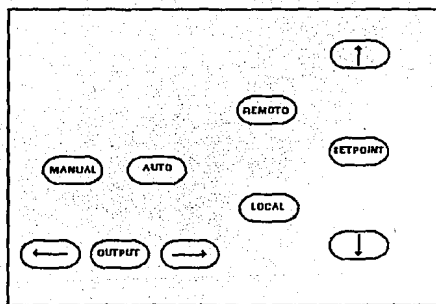 ↑
REMOTO
SETPOINT
MANUAL AUTO
LOCAL
← OUTPUT →
↓